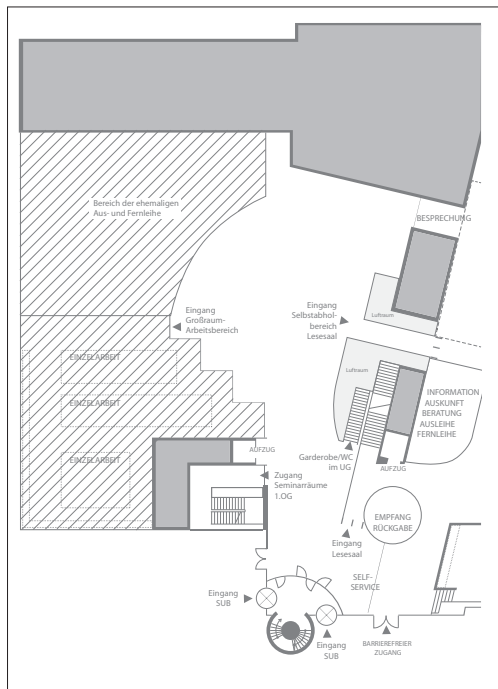 Bereich der ehemaligen
Aus- und Fernleihe
BESPRECHUNG
Eingang
Großraum-
Arbeitsbereich
Eingang
Selbstabhol-
bereich
Lesesaal
Luftraum
EINZELARBEIT
Luftraum
EINZELARBEIT
INFORMATION
AUSKUNFT
BERATUNG
AUSLEIHE
FERNLEIHE
EINZELARBEIT
AUFZUG
Garderobe/WC
im UG
AUFZUG
Zugang
Seminarräume
1.OG
EMPFANG
RÜCKGABE
Eingang
Lesesaal
SELF-
SERVICE
Eingang
SUB
Eingang
SUB
BARRIEREFREIER
ZUGANG